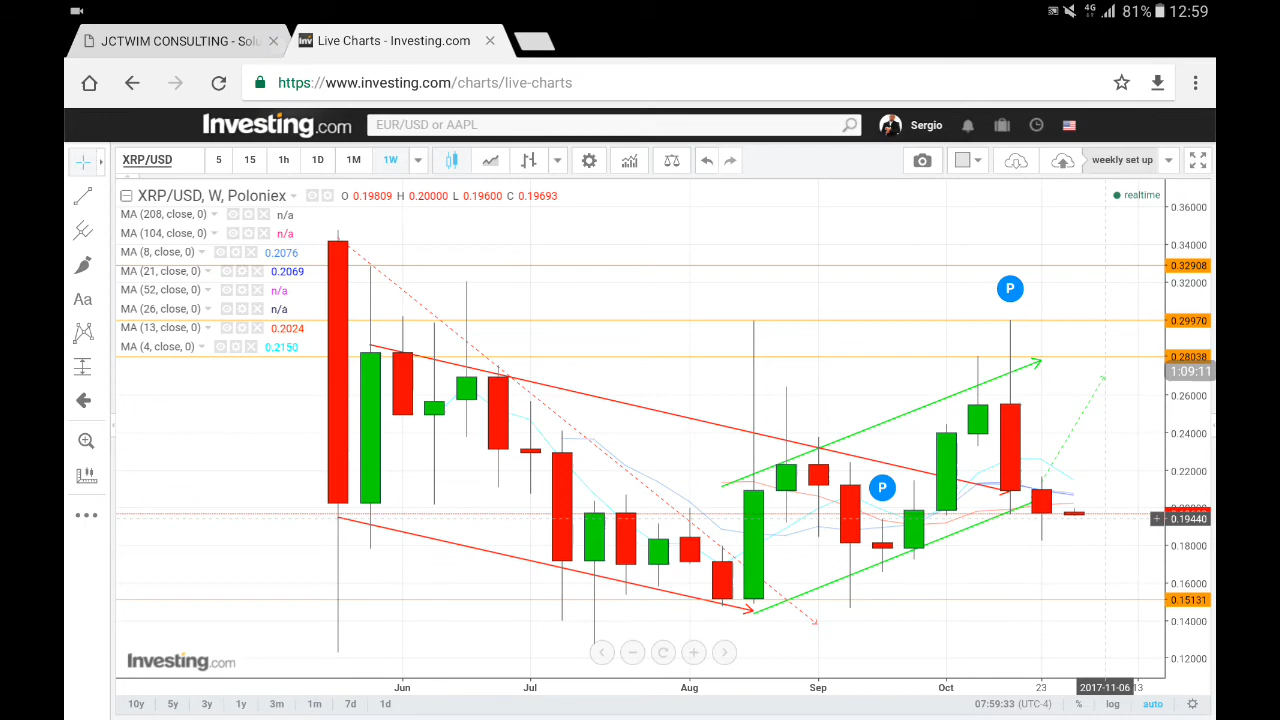 4G 81% 12:59
JCTWIM CONSULTING - Solu
Live Charts - Investing.com
https://www.investing.com/charts/live-charts
Investing.com EUR/USD or AAPL Sergio
XRP/USD 5 15 1h 1D 1M 1W weekly set up
XRP/USD, W, Poloniex O 0.19809 H 0.20000 L 0.19600 C 0.19693 realtime
MA (208, close, 0) n/a
MA (104, close, 0) n/a
MA (8, close, 0) 0.2076
MA (21, close, 0) 0.2069
MA (52, close, 0) n/a
MA (26, close, 0) n/a
MA (13, close, 0) 0.2024
MA (4, close, 0) 0.2150
Aa
P
P
0.36000
0.34000
0.32908
0.32000
0.29970
0.28038
1:09:11
0.26000
0.24000
0.22000
0.19440
0.18000
0.16000
0.15131
0.14000
0.12000
Investing.com
Jun Jul Aug Sep Oct 23 2017-11-06 13
10y 5y 3y 1y 3m 1m 7d 1d 07:59:33 (UTC-4) % log auto